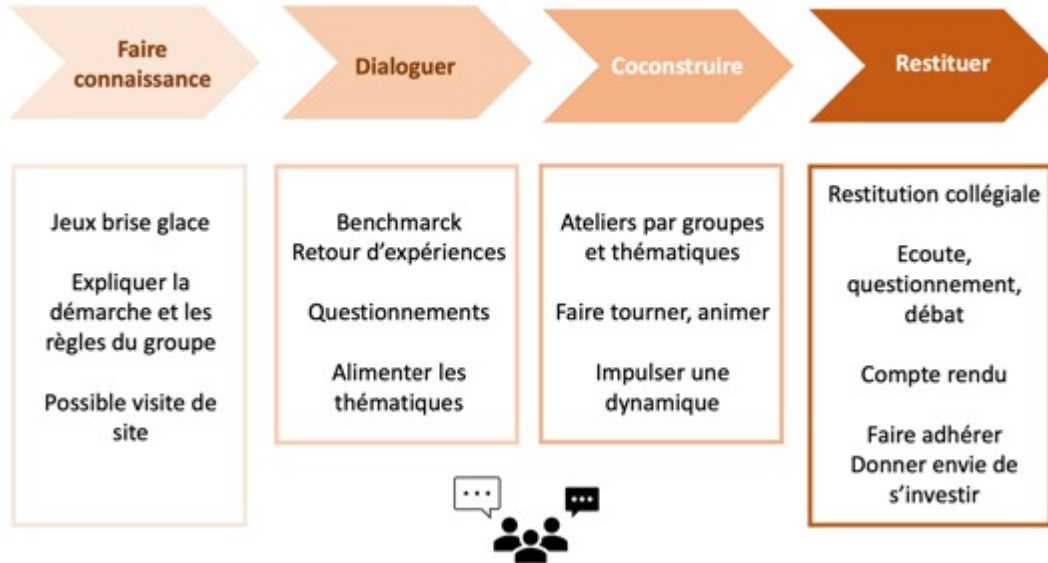 Faire
connaissance
Dialoguer
Coconstruire
Restituer
Jeux brise glace
Expliquer la
démarche et les
règles du groupe
Possible visite de
site
Benchmarck
Retour d’expériences
Questionnements
Alimenter les
thématiques
Ateliers par groupes
et thématiques
Faire tourner, animer
Impulser une
dynamique
Restitution collégiale
Ecoute,
questionnement,
débat
Compte rendu
Faire adhérer
Donner envie de
s’investir